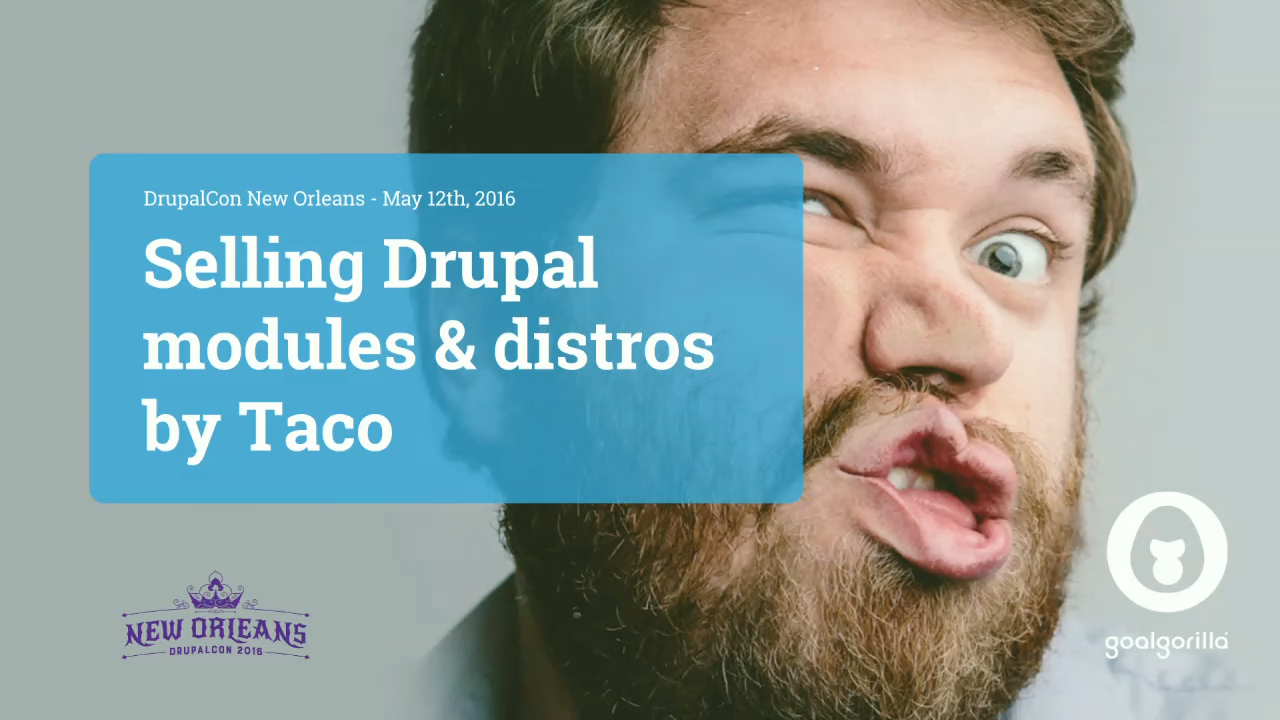 DrupalCon New Orleans - May 12th, 2016
Selling Drupal
modules & distros
by Taco
NEW ORLEANS
DRUPALCON 2016
goalgorilla